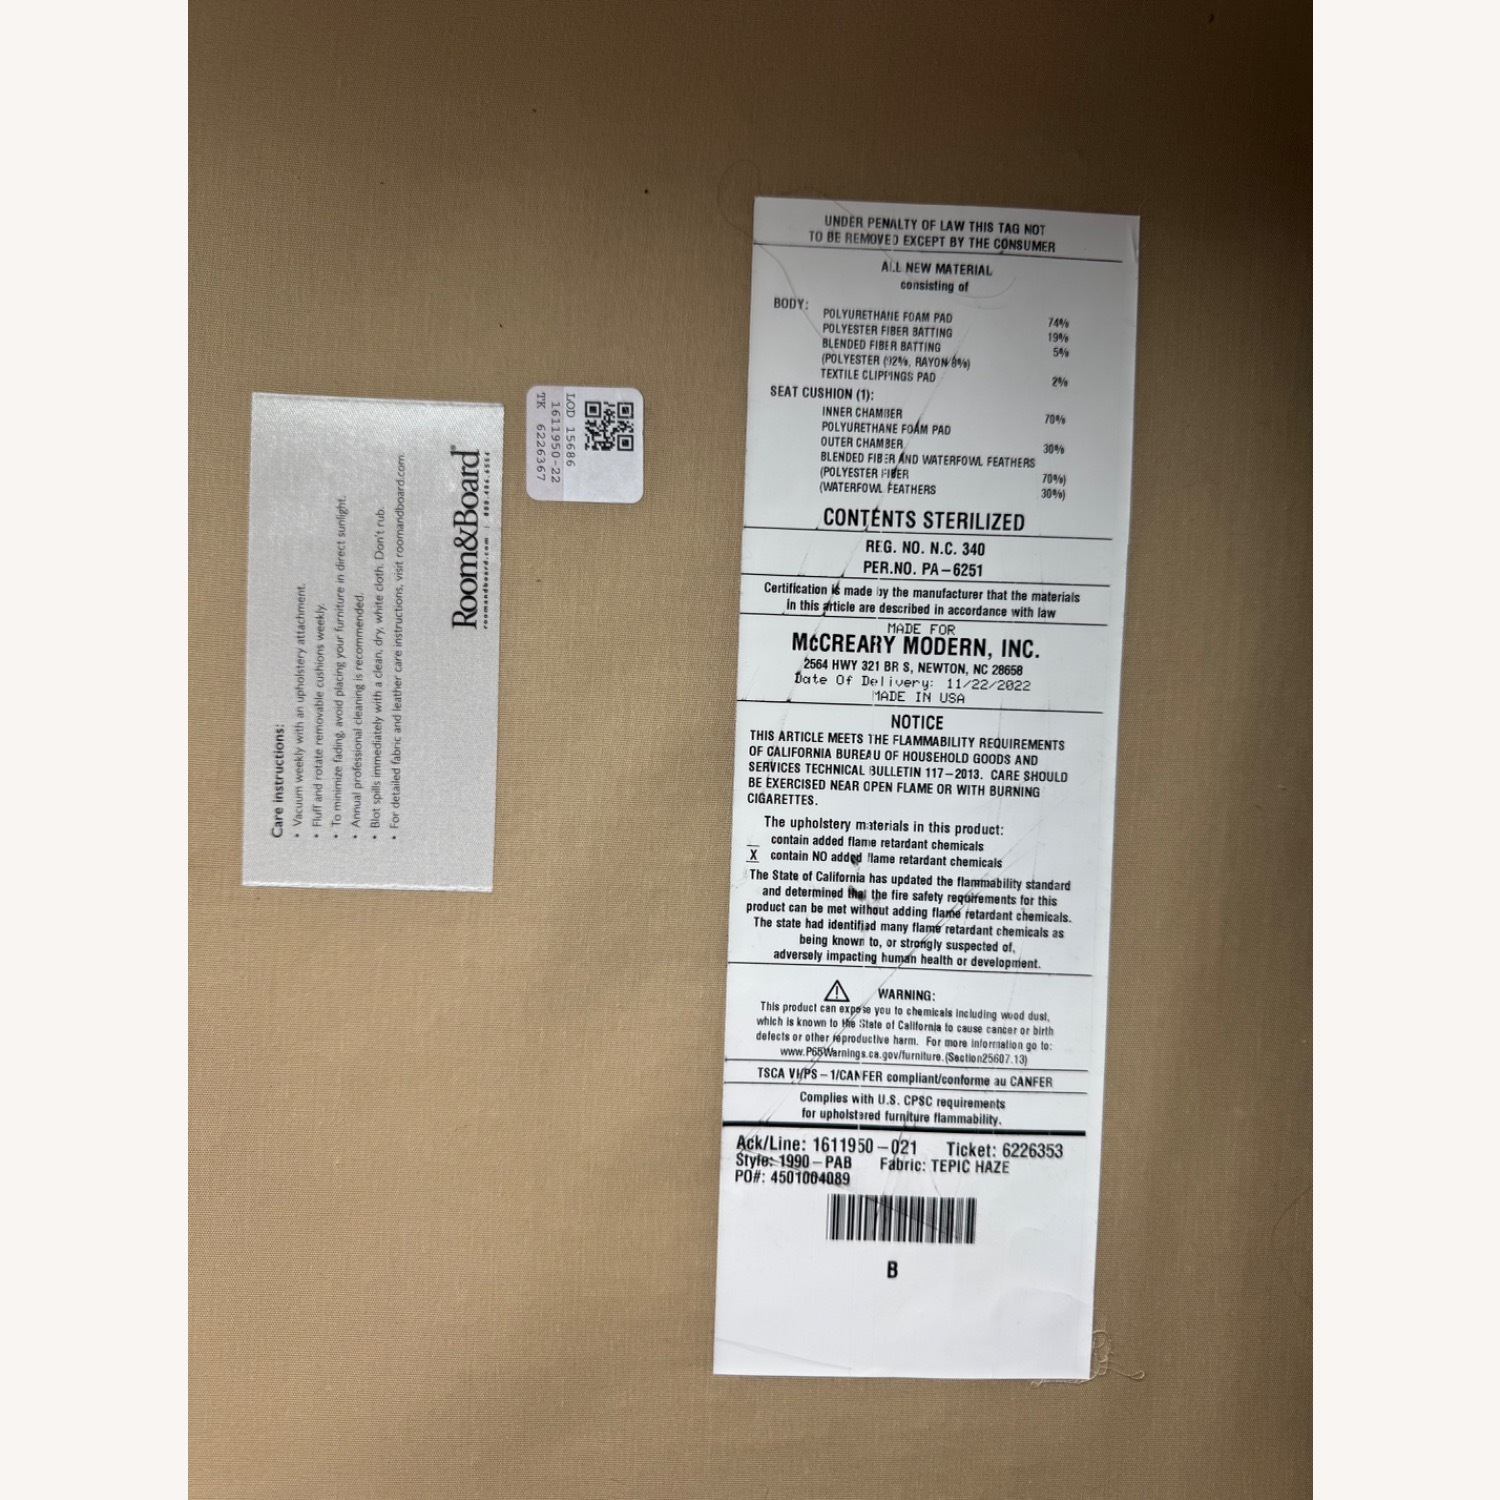 Care instructions:
• Vacuum weekly with an upholstery attachment.
• Fluff and rotate removable cushions weekly.
• To minimize fading, avoid placing your furniture in direct sunlight.
• Annual professional cleaning is recommended.
• Blot spills immediately with a clean, dry, white cloth. Don't rub.
• For detailed fabric and leather care instructions, visit roomandboard.com.
Room&Board®
roomandboard.com |
LOD 15686
1611950-22
TK 6226367
UNDER PENALTY OF LAW THIS TAG NOT
TO BE REMOVED EXCEPT BY THE CONSUMER
ALL NEW MATERIAL
consisting of
BODY:
POLYURETHANE FOAM PAD 74%
POLYESTER FIBER BATTING 19%
BLENDED FIBER BATTING 5%
(POLYESTER 92%, RAYON 8%)
TEXTILE CLIPPINGS PAD 2%
SEAT CUSHION (1):
INNER CHAMBER 70%
POLYURETHANE FOAM PAD
OUTER CHAMBER 30%
BLENDED FIBER AND WATERFOWL FEATHERS
(POLYESTER FIBER 70%)
(WATERFOWL FEATHERS 30%)
CONTENTS STERILIZED
REG. NO. N.C. 340
PER.NO. PA-6251
Certification is made by the manufacturer that the materials
in this article are described in accordance with law
MADE FOR
McCREARY MODERN, INC.
2564 HWY 321 BR S, NEWTON, NC 28658
Date Of Delivery: 11/22/2022
MADE IN USA
NOTICE
THIS ARTICLE MEETS THE FLAMMABILITY REQUIREMENTS
OF CALIFORNIA BUREAU OF HOUSEHOLD GOODS AND
SERVICES TECHNICAL BULLETIN 117-2013. CARE SHOULD
BE EXERCISED NEAR OPEN FLAME OR WITH BURNING
CIGARETTES.
The upholstery materials in this product:
contain added flame retardant chemicals
X contain NO added flame retardant chemicals
The State of California has updated the flammability standard
and determined that the fire safety requirements for this
product can be met without adding flame retardant chemicals.
The state had identified many flame retardant chemicals as
being known to, or strongly suspected of,
adversely impacting human health or development.
WARNING:
This product can expose you to chemicals including wood dust,
which is known to the State of California to cause cancer or birth
defects or other reproductive harm. For more information go to:
www.P65Warnings.ca.gov/furniture.(Section25607.13)
TSCA VI/PS-1/CANFER compliant/conforme au CANFER
Complies with U.S. CPSC requirements
for upholstered furniture flammability.
Ack/Line: 1611950-021 Ticket: 6226353
Style: 1990-PAB Fabric: TEPIC HAZE
PO#: 4501004089
B